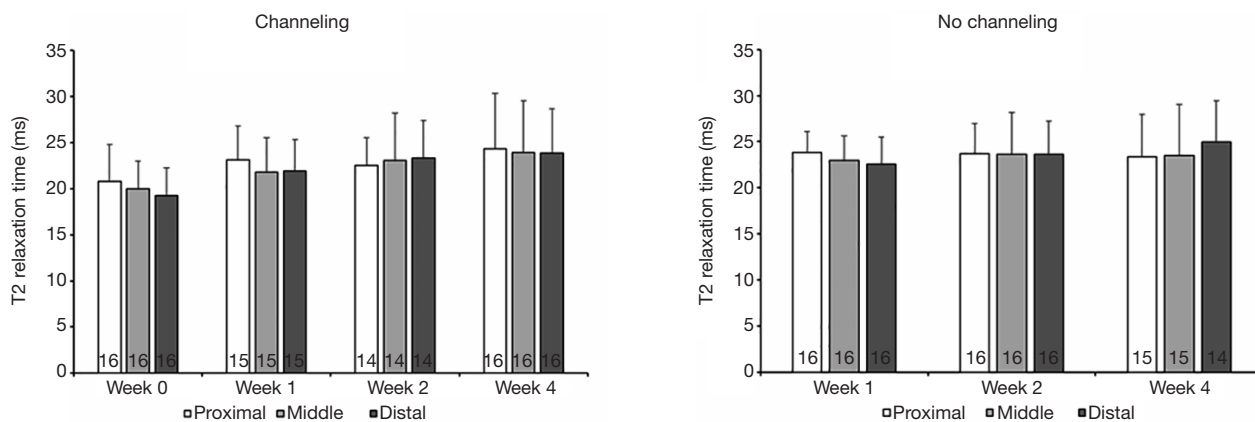 Channeling
35
30
25
20
15
10
5
0
T2 relaxation time (ms)
16 16 16 15 15 15 14 14 14 16 16 16
Week 0 Week 1 Week 2 Week 4
Proximal Middle Distal
No channeling
35
30
25
20
15
10
5
0
T2 relaxation time (ms)
16 16 16 16 16 16 15 15 14
Week 1 Week 2 Week 4
Proximal Middle Distal